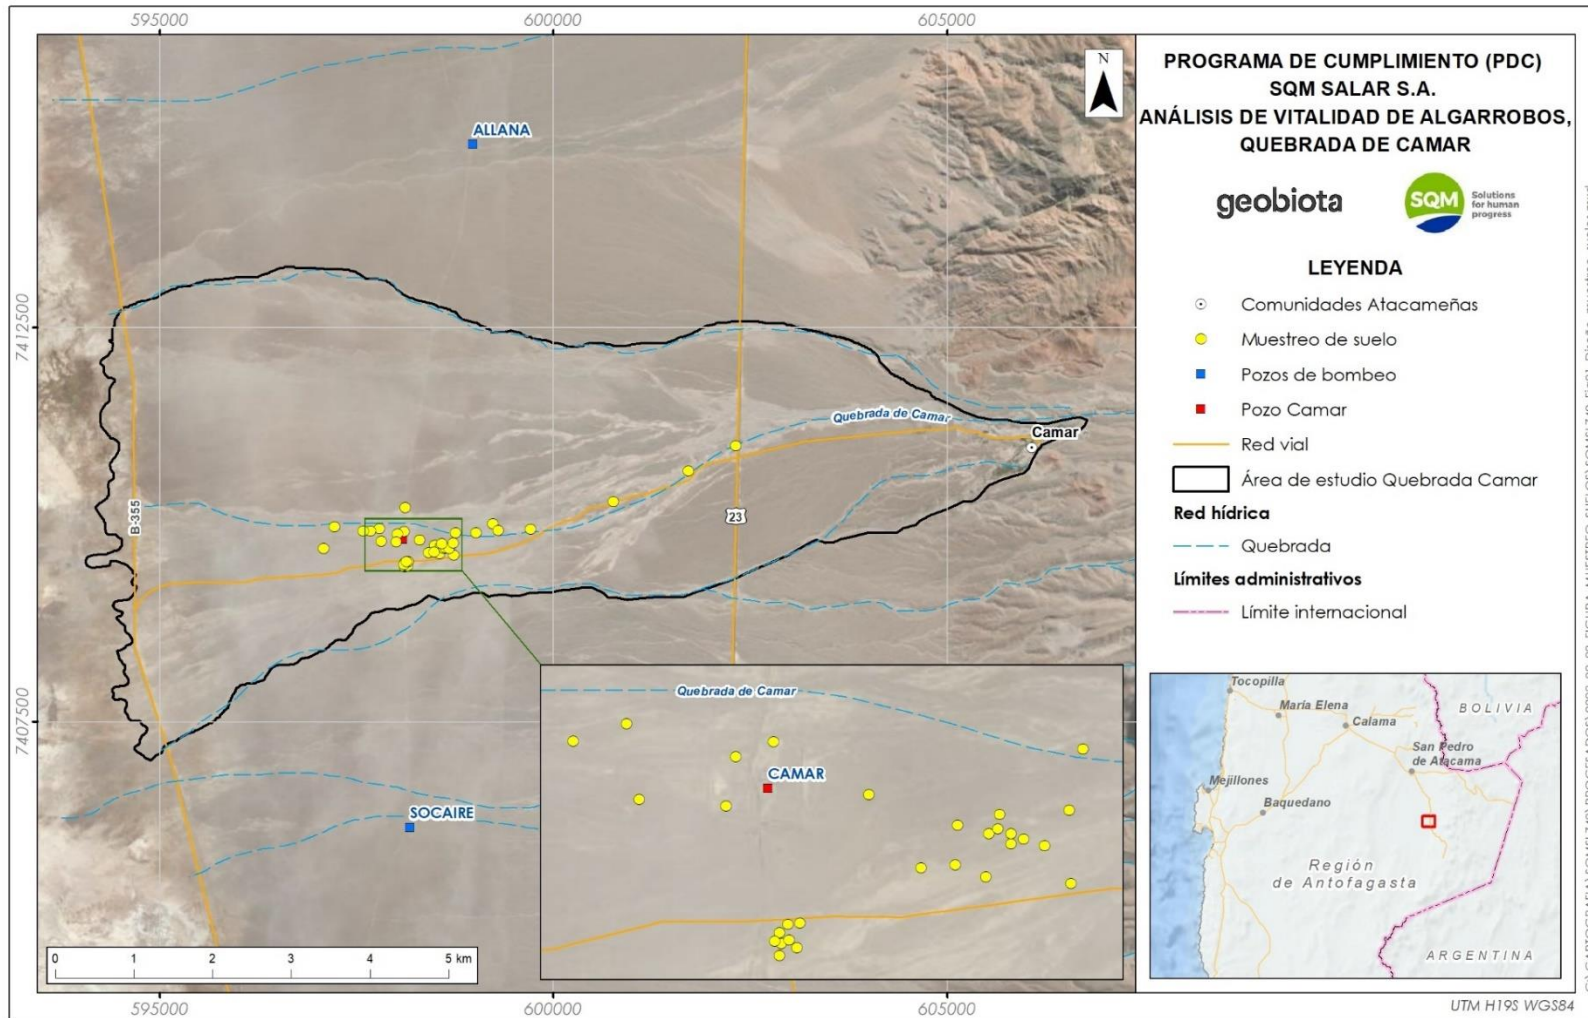 595000
600000
605000
7412500
7407500
N
ALLANA
Quebrada de Camar
Camar
B-355
23
SOCAIRE
Quebrada de Camar
CAMAR
0 1 2 3 4 5 km
595000
600000
605000
PROGRAMA DE CUMPLIMIENTO (PDC)
SQM SALAR S.A.
ANÁLISIS DE VITALIDAD DE ALGARROBOS,
QUEBRADA DE CAMAR
geobiota
SQM
Solutions
for human
progress
LEYENDA
Comunidades Atacameñas
Muestreo de suelo
Pozos de bombeo
Pozo Camar
Red vial
Área de estudio Quebrada Camar
Red hídrica
Quebrada
Límites administrativos
Límite internacional
Tocopilla
María Elena
Calama
BOLIVIA
San Pedro
de Atacama
Mejillones
Baquedano
Región
de Antofagasta
ARGENTINA
UTM H19S WGS84